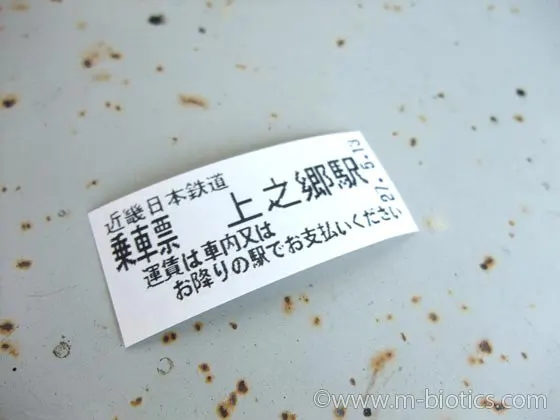 近畿日本鉄道
乗車票 上之郷駅
27.-5.13
運賃は車内又は
お降りの駅でお支払いください
©www.m-biotics.com